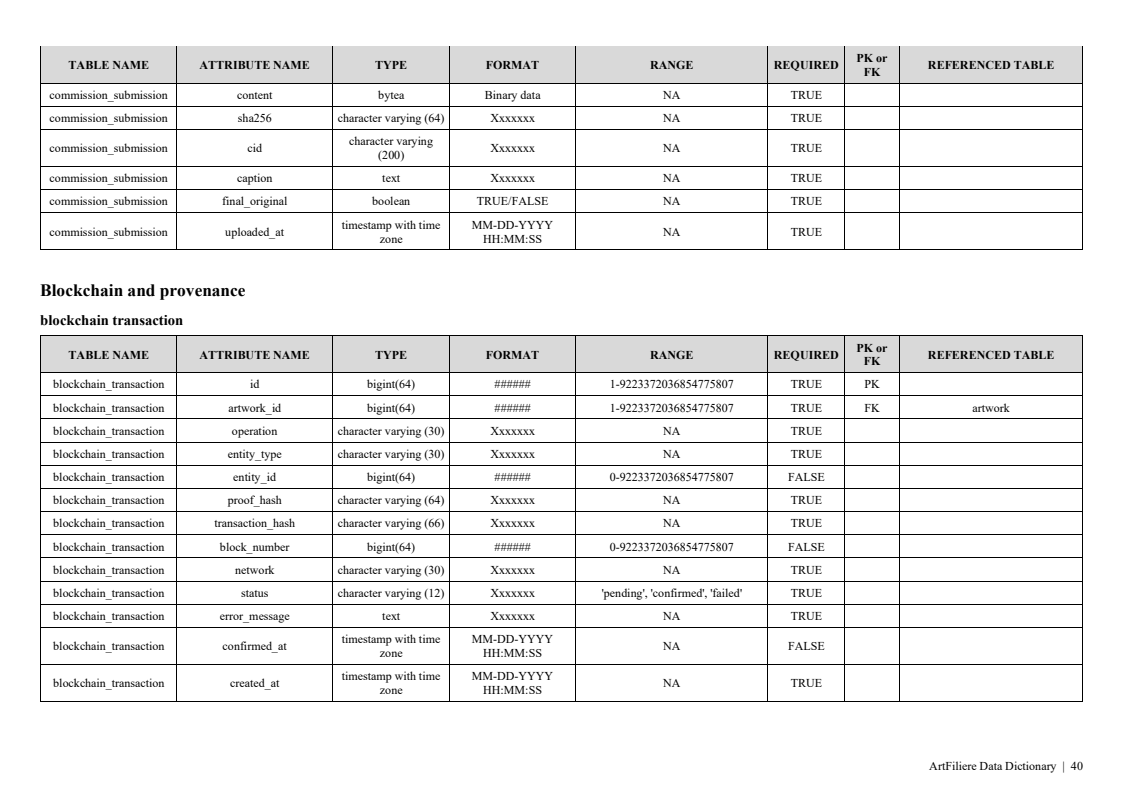 TABLE NAME ATTRIBUTE NAME TYPE FORMAT RANGE REQUIRED PK or FK REFERENCED TABLE
commission_submission content bytea Binary data NA TRUE
commission_submission sha256 character varying (64) Xxxxxxx NA TRUE
commission_submission cid character varying (200) Xxxxxxx NA TRUE
commission_submission caption text Xxxxxxx NA TRUE
commission_submission final_original boolean TRUE/FALSE NA TRUE
commission_submission uploaded_at timestamp with time zone MM-DD-YYYY HH:MM:SS NA TRUE
Blockchain and provenance
blockchain transaction
TABLE NAME ATTRIBUTE NAME TYPE FORMAT RANGE REQUIRED PK or FK REFERENCED TABLE
blockchain_transaction id bigint(64) ###### 1-9223372036854775807 TRUE PK
blockchain_transaction artwork_id bigint(64) ###### 1-9223372036854775807 TRUE FK artwork
blockchain_transaction operation character varying (30) Xxxxxxx NA TRUE
blockchain_transaction entity_type character varying (30) Xxxxxxx NA TRUE
blockchain_transaction entity_id bigint(64) ###### 0-9223372036854775807 FALSE
blockchain_transaction proof_hash character varying (64) Xxxxxxx NA TRUE
blockchain_transaction transaction_hash character varying (66) Xxxxxxx NA TRUE
blockchain_transaction block_number bigint(64) ###### 0-9223372036854775807 FALSE
blockchain_transaction network character varying (30) Xxxxxxx NA TRUE
blockchain_transaction status character varying (12) Xxxxxxx 'pending', 'confirmed', 'failed' TRUE
blockchain_transaction error_message text Xxxxxxx NA TRUE
blockchain_transaction confirmed_at timestamp with time zone MM-DD-YYYY HH:MM:SS NA FALSE
blockchain_transaction created_at timestamp with time zone MM-DD-YYYY HH:MM:SS NA TRUE
ArtFiliere Data Dictionary | 40